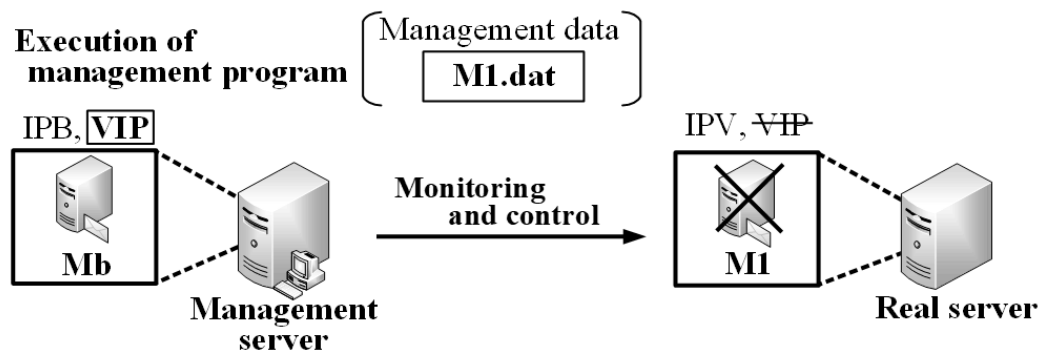 Execution of
management program
Management data
M1.dat
IPB, VIP
Mb
Management
server
Monitoring
and control
IPV, VIP
M1
Real server